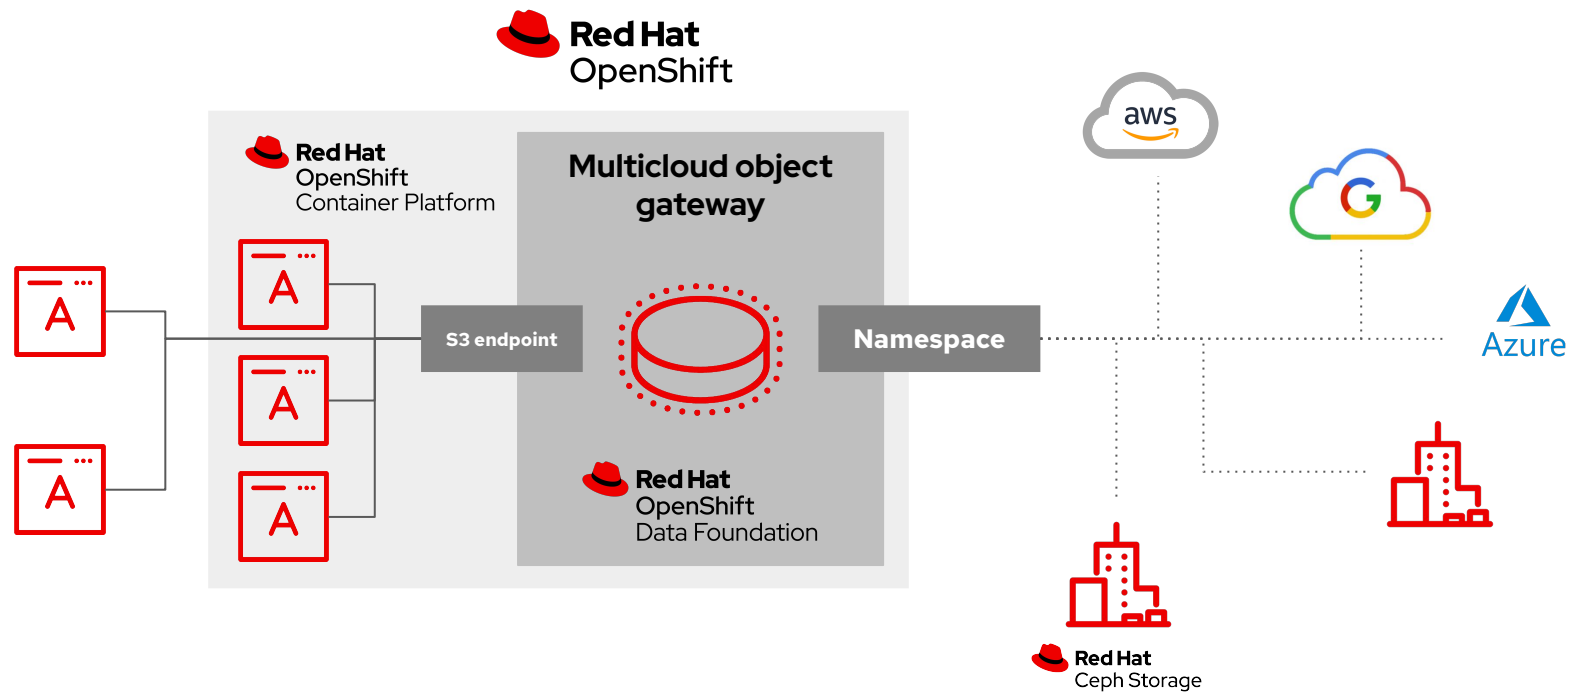 Red Hat
OpenShift
Red Hat
OpenShift
Container Platform
Multicloud object
gateway
aws
G
A
A
A
A
A
S3 endpoint
Namespace
Azure
Red Hat
OpenShift
Data Foundation
Red Hat
Ceph Storage